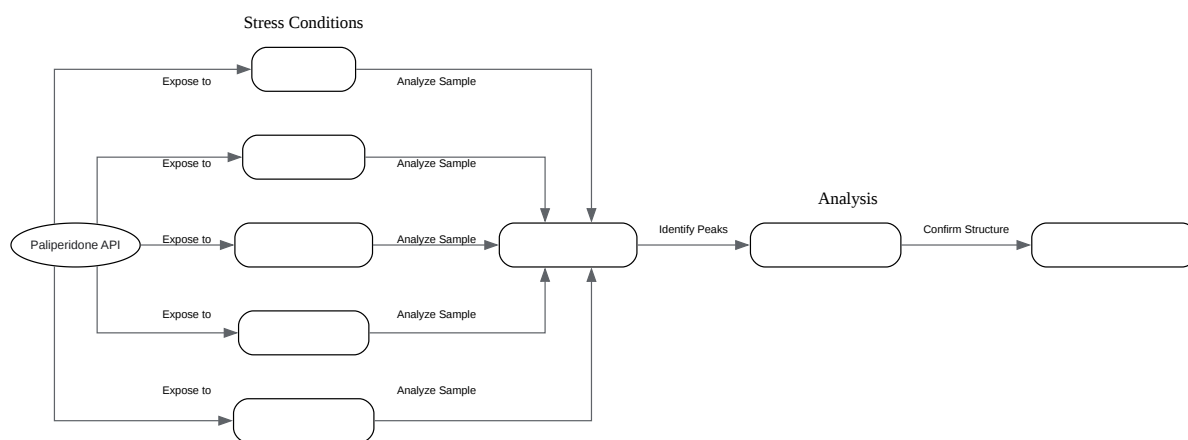 Stress Conditions
Expose to
Analyze Sample
Expose to
Analyze Sample
Analysis
Paliperidone API
Expose to
Analyze Sample
Identify Peaks
Confirm Structure
Expose to
Analyze Sample
Expose to
Analyze Sample